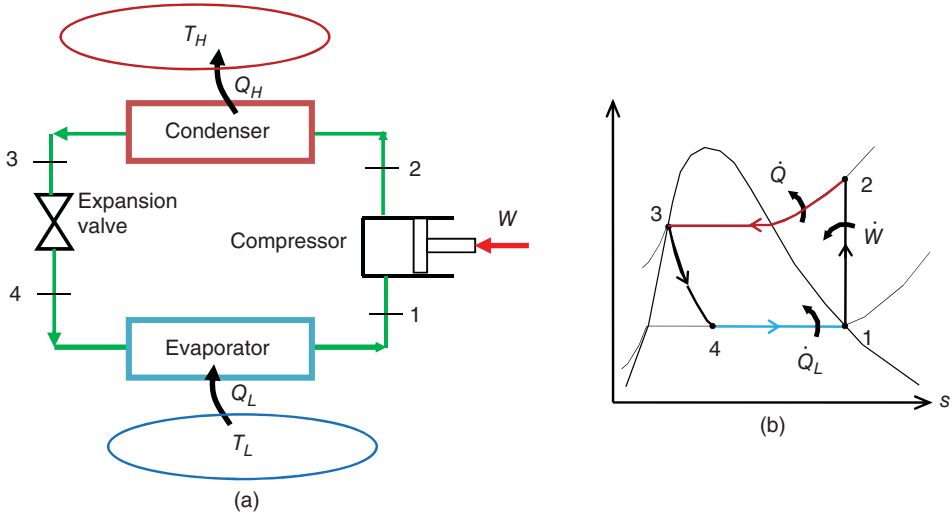 T_H
Q_H
Condenser
3
2
Expansion
valve
Compressor
W
4
1
Evaporator
Q_L
T_L
(a)
Q̇
2
3
Ẇ
4
Q̇_L
1
s
(b)